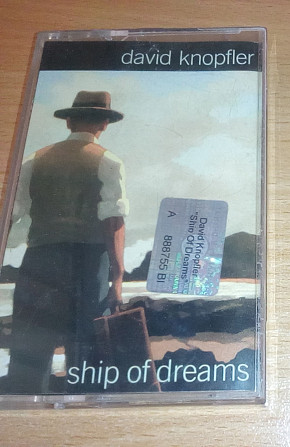 david knopfler
David Knopfler
"Ship Of Dreams"
A 888755 BI
ship of dreams